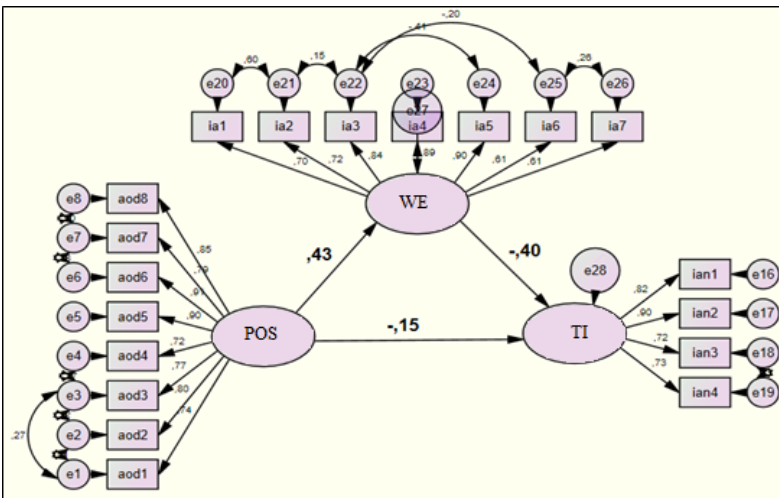 -,20
-,41
,60
,15
,26
e20 e21 e22 e23 e24 e25 e26
e27
ia1 ia2 ia3 ia4 ia5 ia6 ia7
,70 ,72 ,84 ,89 ,90 ,61 ,61
WE
e8 aod8
e7 aod7
e6 aod6
e5 aod5
e4 aod4
e3 aod3
e2 aod2
e1 aod1
,27
,85
,79
,91
,90
,72
,77
,80
,74
POS
,43
-,40
-,15
e28
TI
,82
,90
,72
,73
ian1 e16
ian2 e17
ian3 e18
ian4 e19